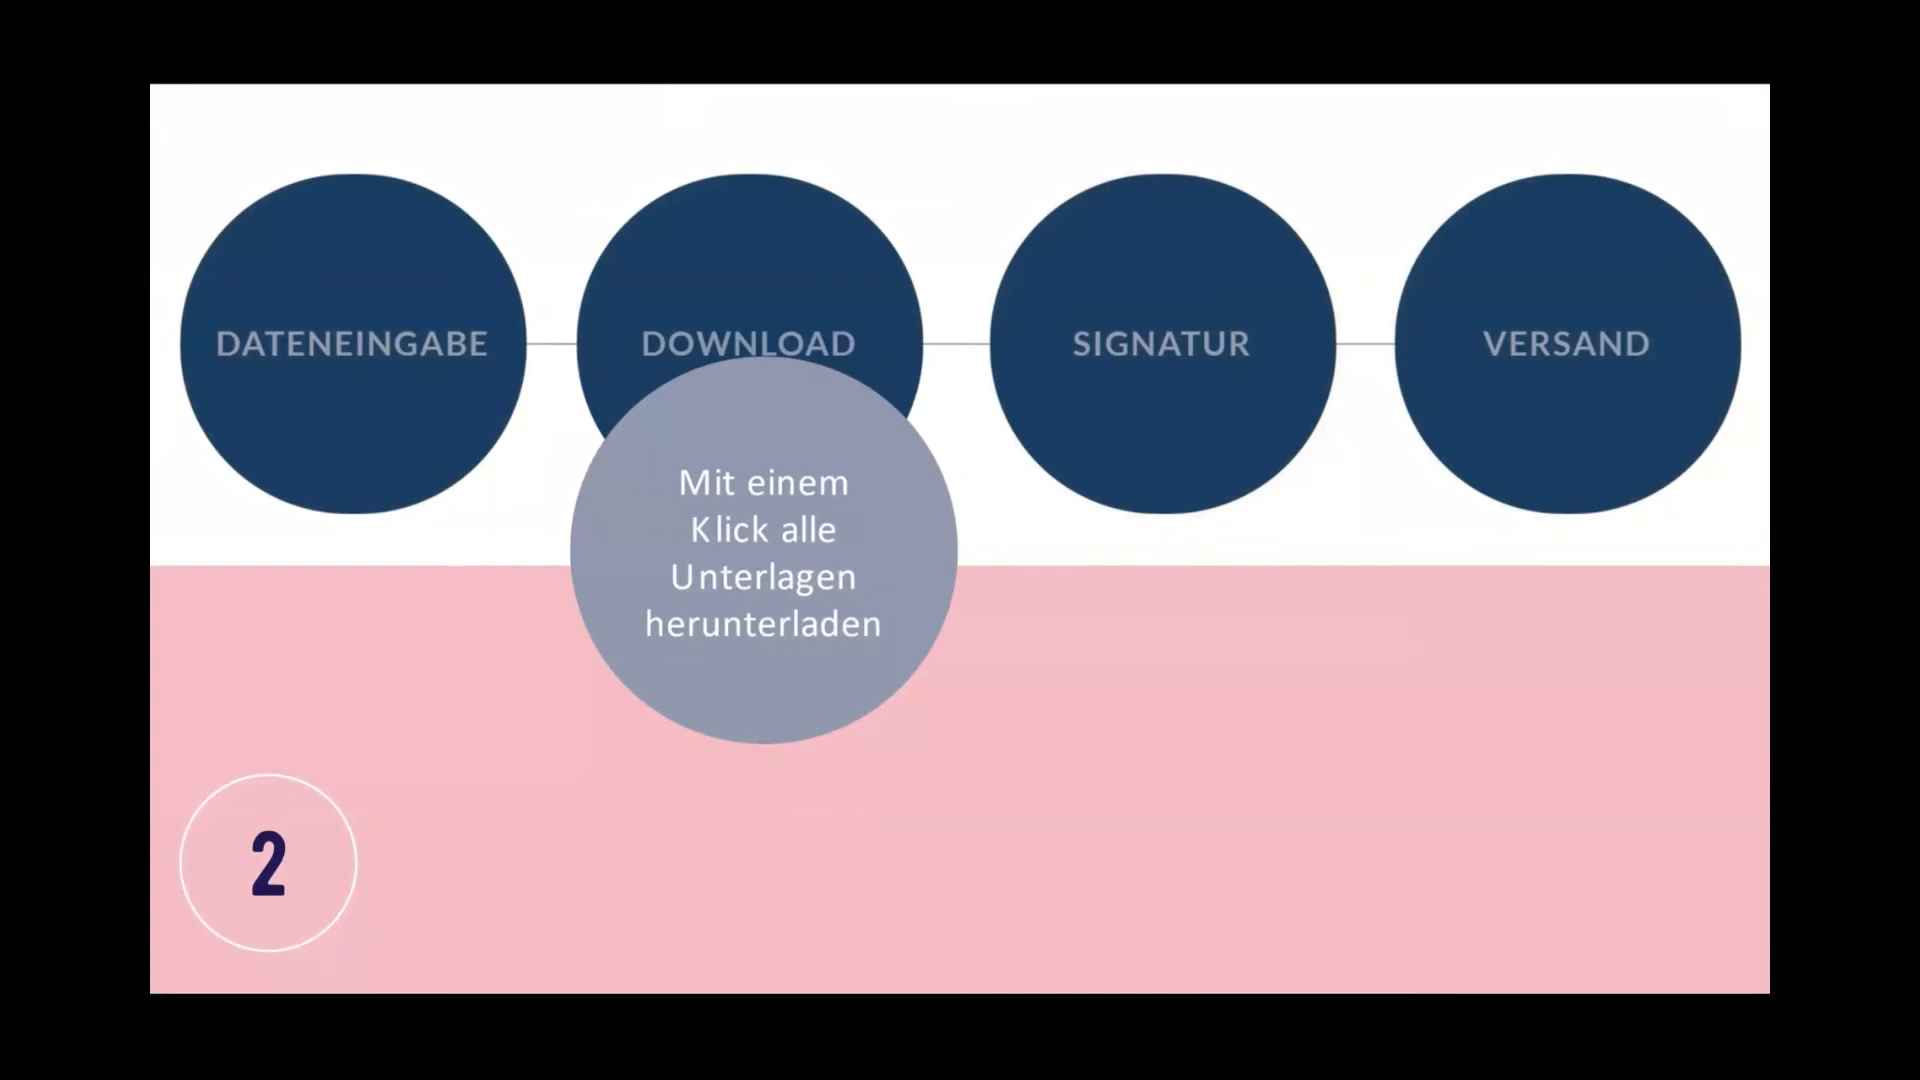 DATENEINGABE
DOWNLOAD
SIGNATUR
VERSAND
Mit einem
Klick alle
Unterlagen
herunterladen
2